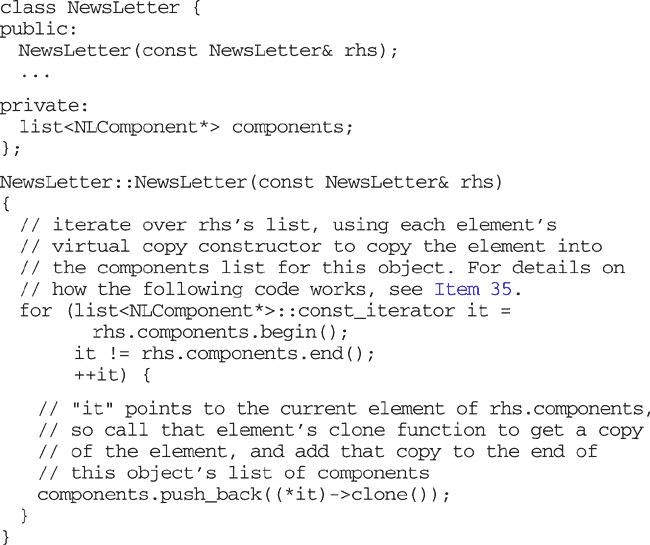 class NewsLetter {
public:
  NewsLetter(const NewsLetter& rhs);
  ...
private:
  list<NLComponent*> components;
};
NewsLetter::NewsLetter(const NewsLetter& rhs)
{
  // iterate over rhs’s list, using each element’s
  // virtual copy constructor to copy the element into
  // the components list for this object. For details on
  // how the following code works, see Item 35.
  for (list<NLComponent*>::const_iterator it =
          rhs.components.begin();
        it != rhs.components.end();
        ++it) {
    // "it" points to the current element of rhs.components,
    // so call that element’s clone function to get a copy
    // of the element, and add that copy to the end of
    // this object’s list of components
    components.push_back((*it)->clone());
  }
}